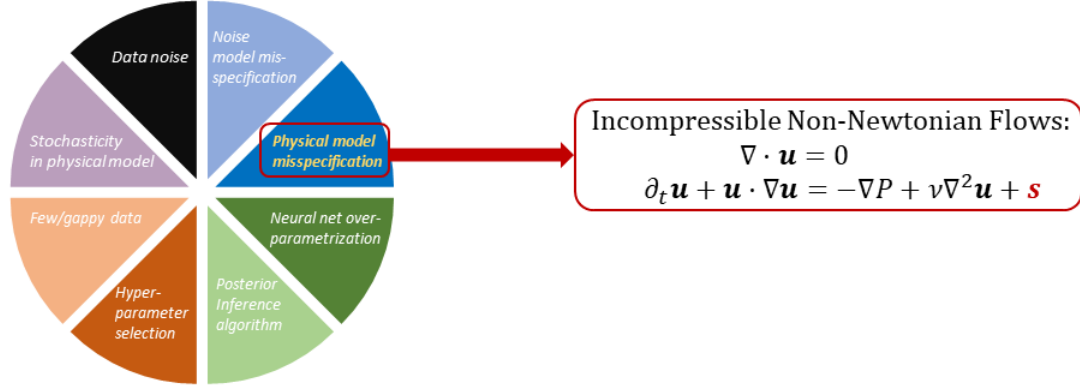 Data noise
Noise
model mis-
specification
Physical model
misspecification
Neural net over-
parametrization
Posterior
Inference
algorithm
Hyper-
parameter
selection
Few/gappy data
Stochasticity
in physical model
Incompressible Non-Newtonian Flows:
∇ · 𝒖 = 0
∂ₜ𝒖 + 𝒖 · ∇𝒖 = −∇P + ν∇²𝒖 + 𝒔